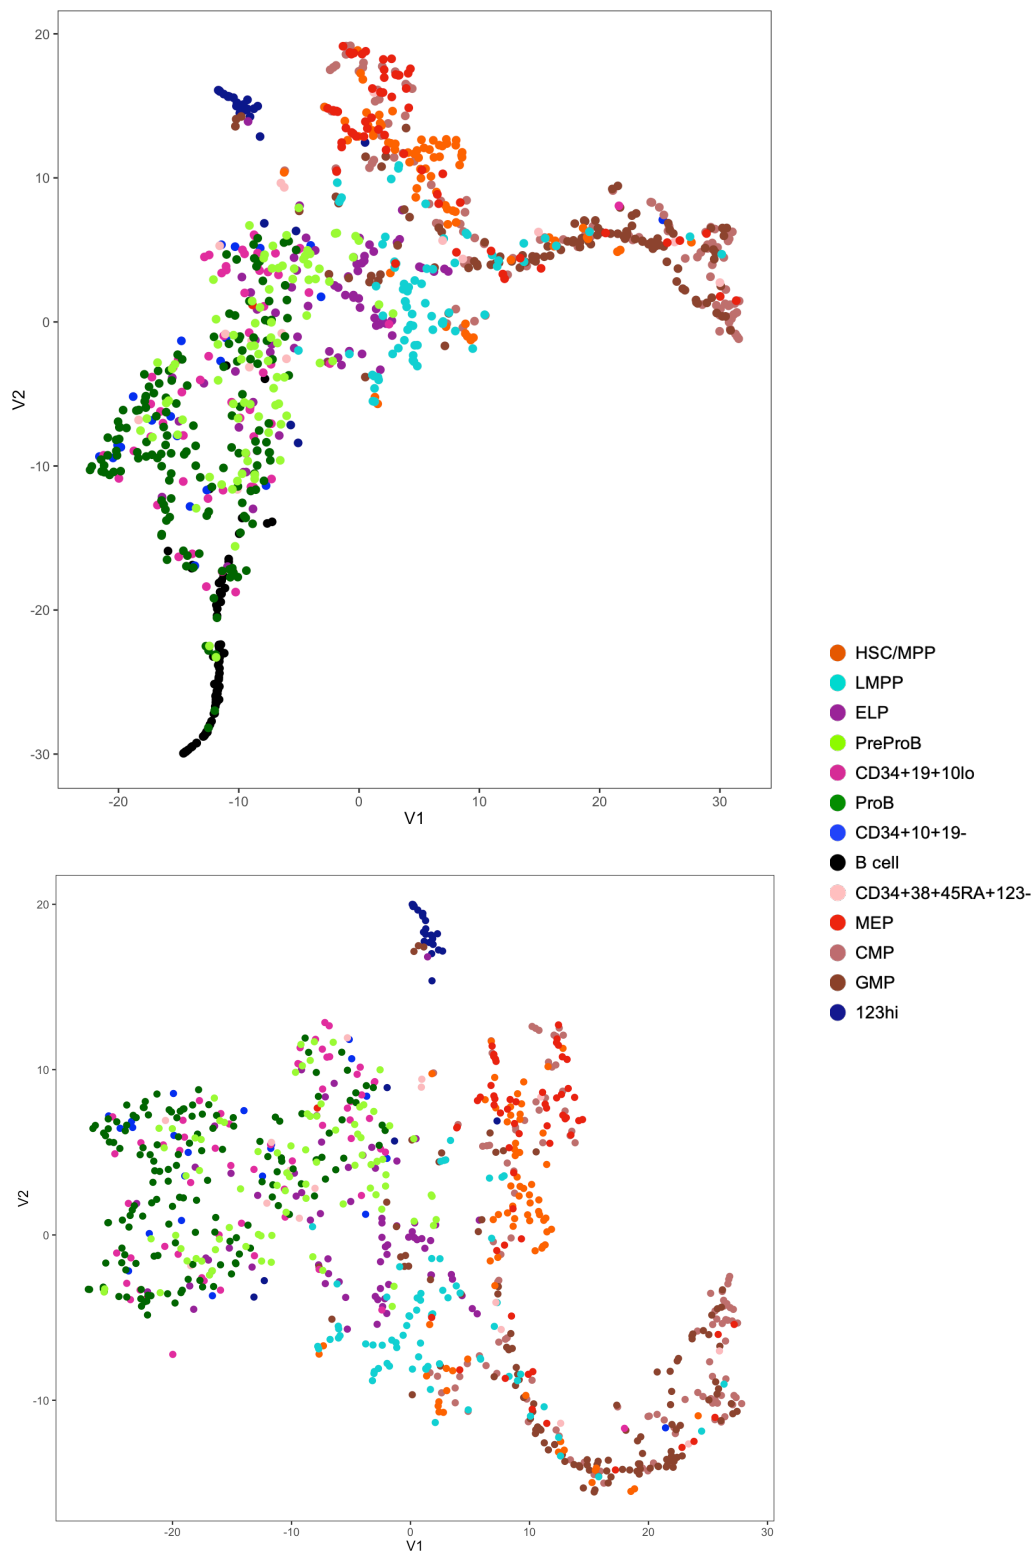 20
10
0
-10
-20
-30
V2
-20
-10
0
10
20
30
V1
HSC/MPP
LMPP
ELP
PreProB
CD34+19+10lo
ProB
CD34+10+19-
B cell
CD34+38+45RA+123-
MEP
CMP
GMP
123hi
20
10
0
-10
V2
-20
-10
0
10
20
30
V1